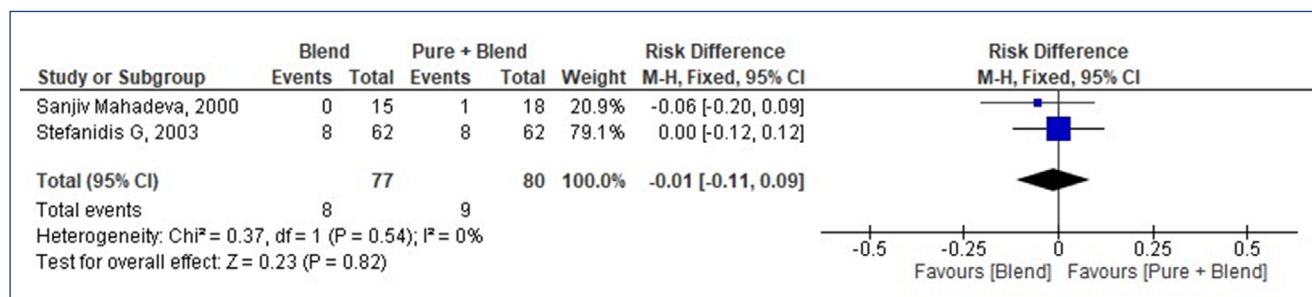 Blend Pure + Blend Risk Difference Risk Difference
Study or Subgroup Events Total Events Total Weight M-H, Fixed, 95% CI M-H, Fixed, 95% CI
Sanjiv Mahadeva, 2000 0 15 1 18 20.9% -0.06 [-0.20, 0.09]
Stefanidis G, 2003 8 62 8 62 79.1% 0.00 [-0.12, 0.12]
Total (95% CI) 77 80 100.0% -0.01 [-0.11, 0.09]
Total events 8 9
Heterogeneity: Chi² = 0.37, df = 1 (P = 0.54); I² = 0%
Test for overall effect: Z = 0.23 (P = 0.82)
-0.5 -0.25 0 0.25 0.5
Favours [Blend] Favours [Pure + Blend]